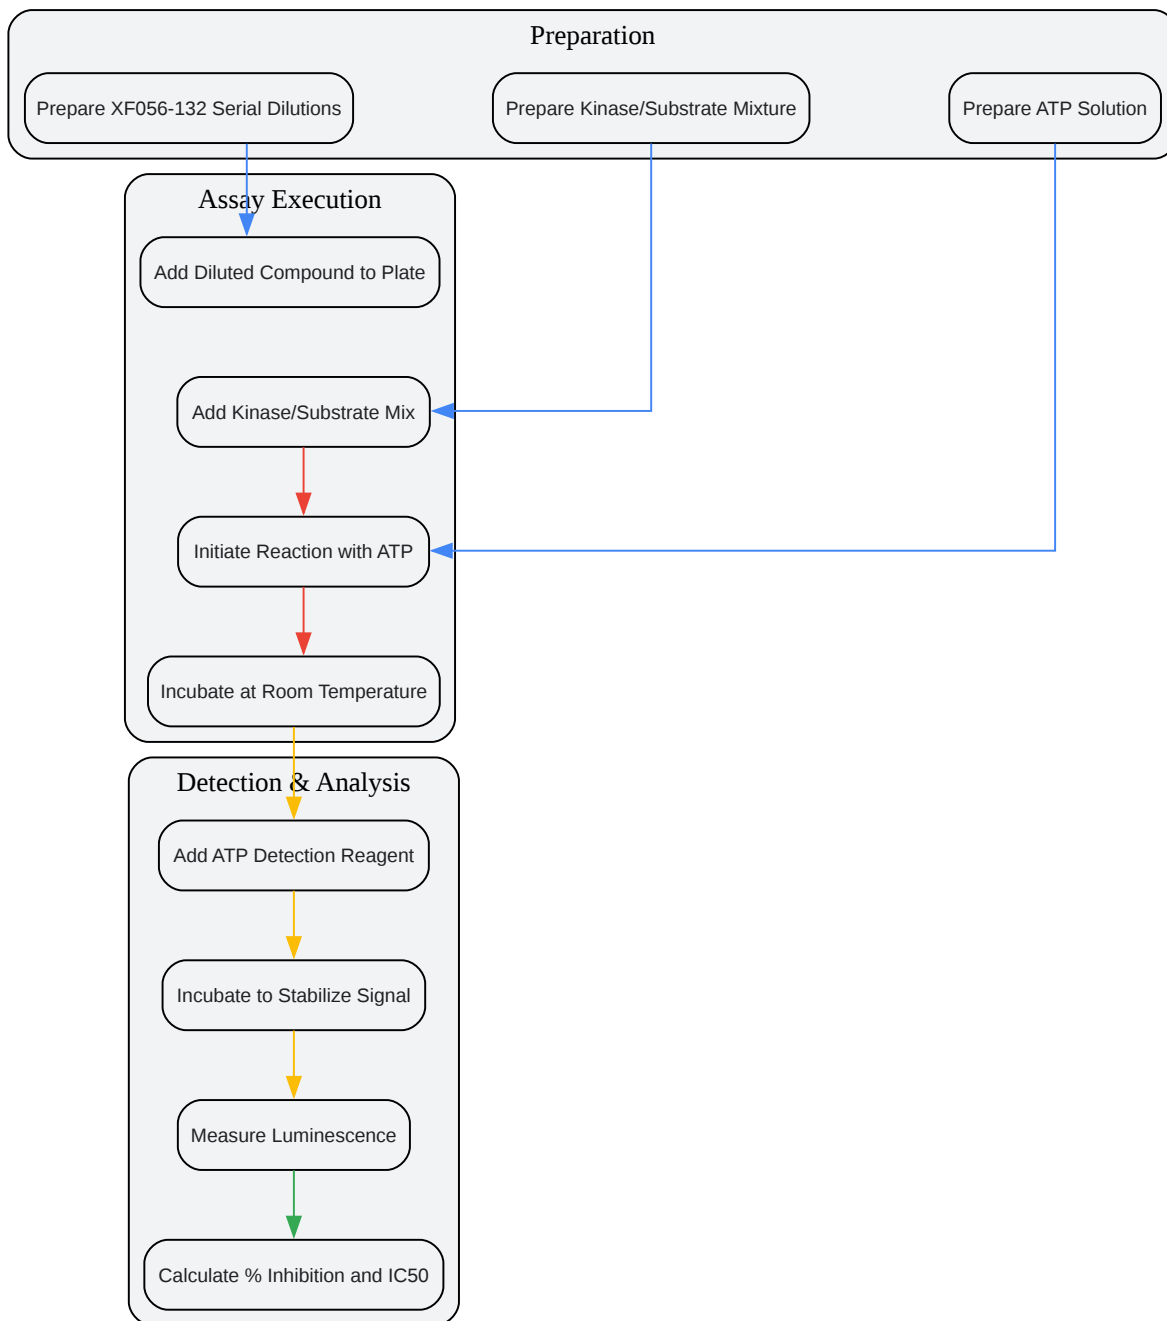 Preparation
Prepare XF056-132 Serial Dilutions
Prepare Kinase/Substrate Mixture
Prepare ATP Solution
Assay Execution
Add Diluted Compound to Plate
Add Kinase/Substrate Mix
Initiate Reaction with ATP
Incubate at Room Temperature
Detection & Analysis
Add ATP Detection Reagent
Incubate to Stabilize Signal
Measure Luminescence
Calculate % Inhibition and IC50